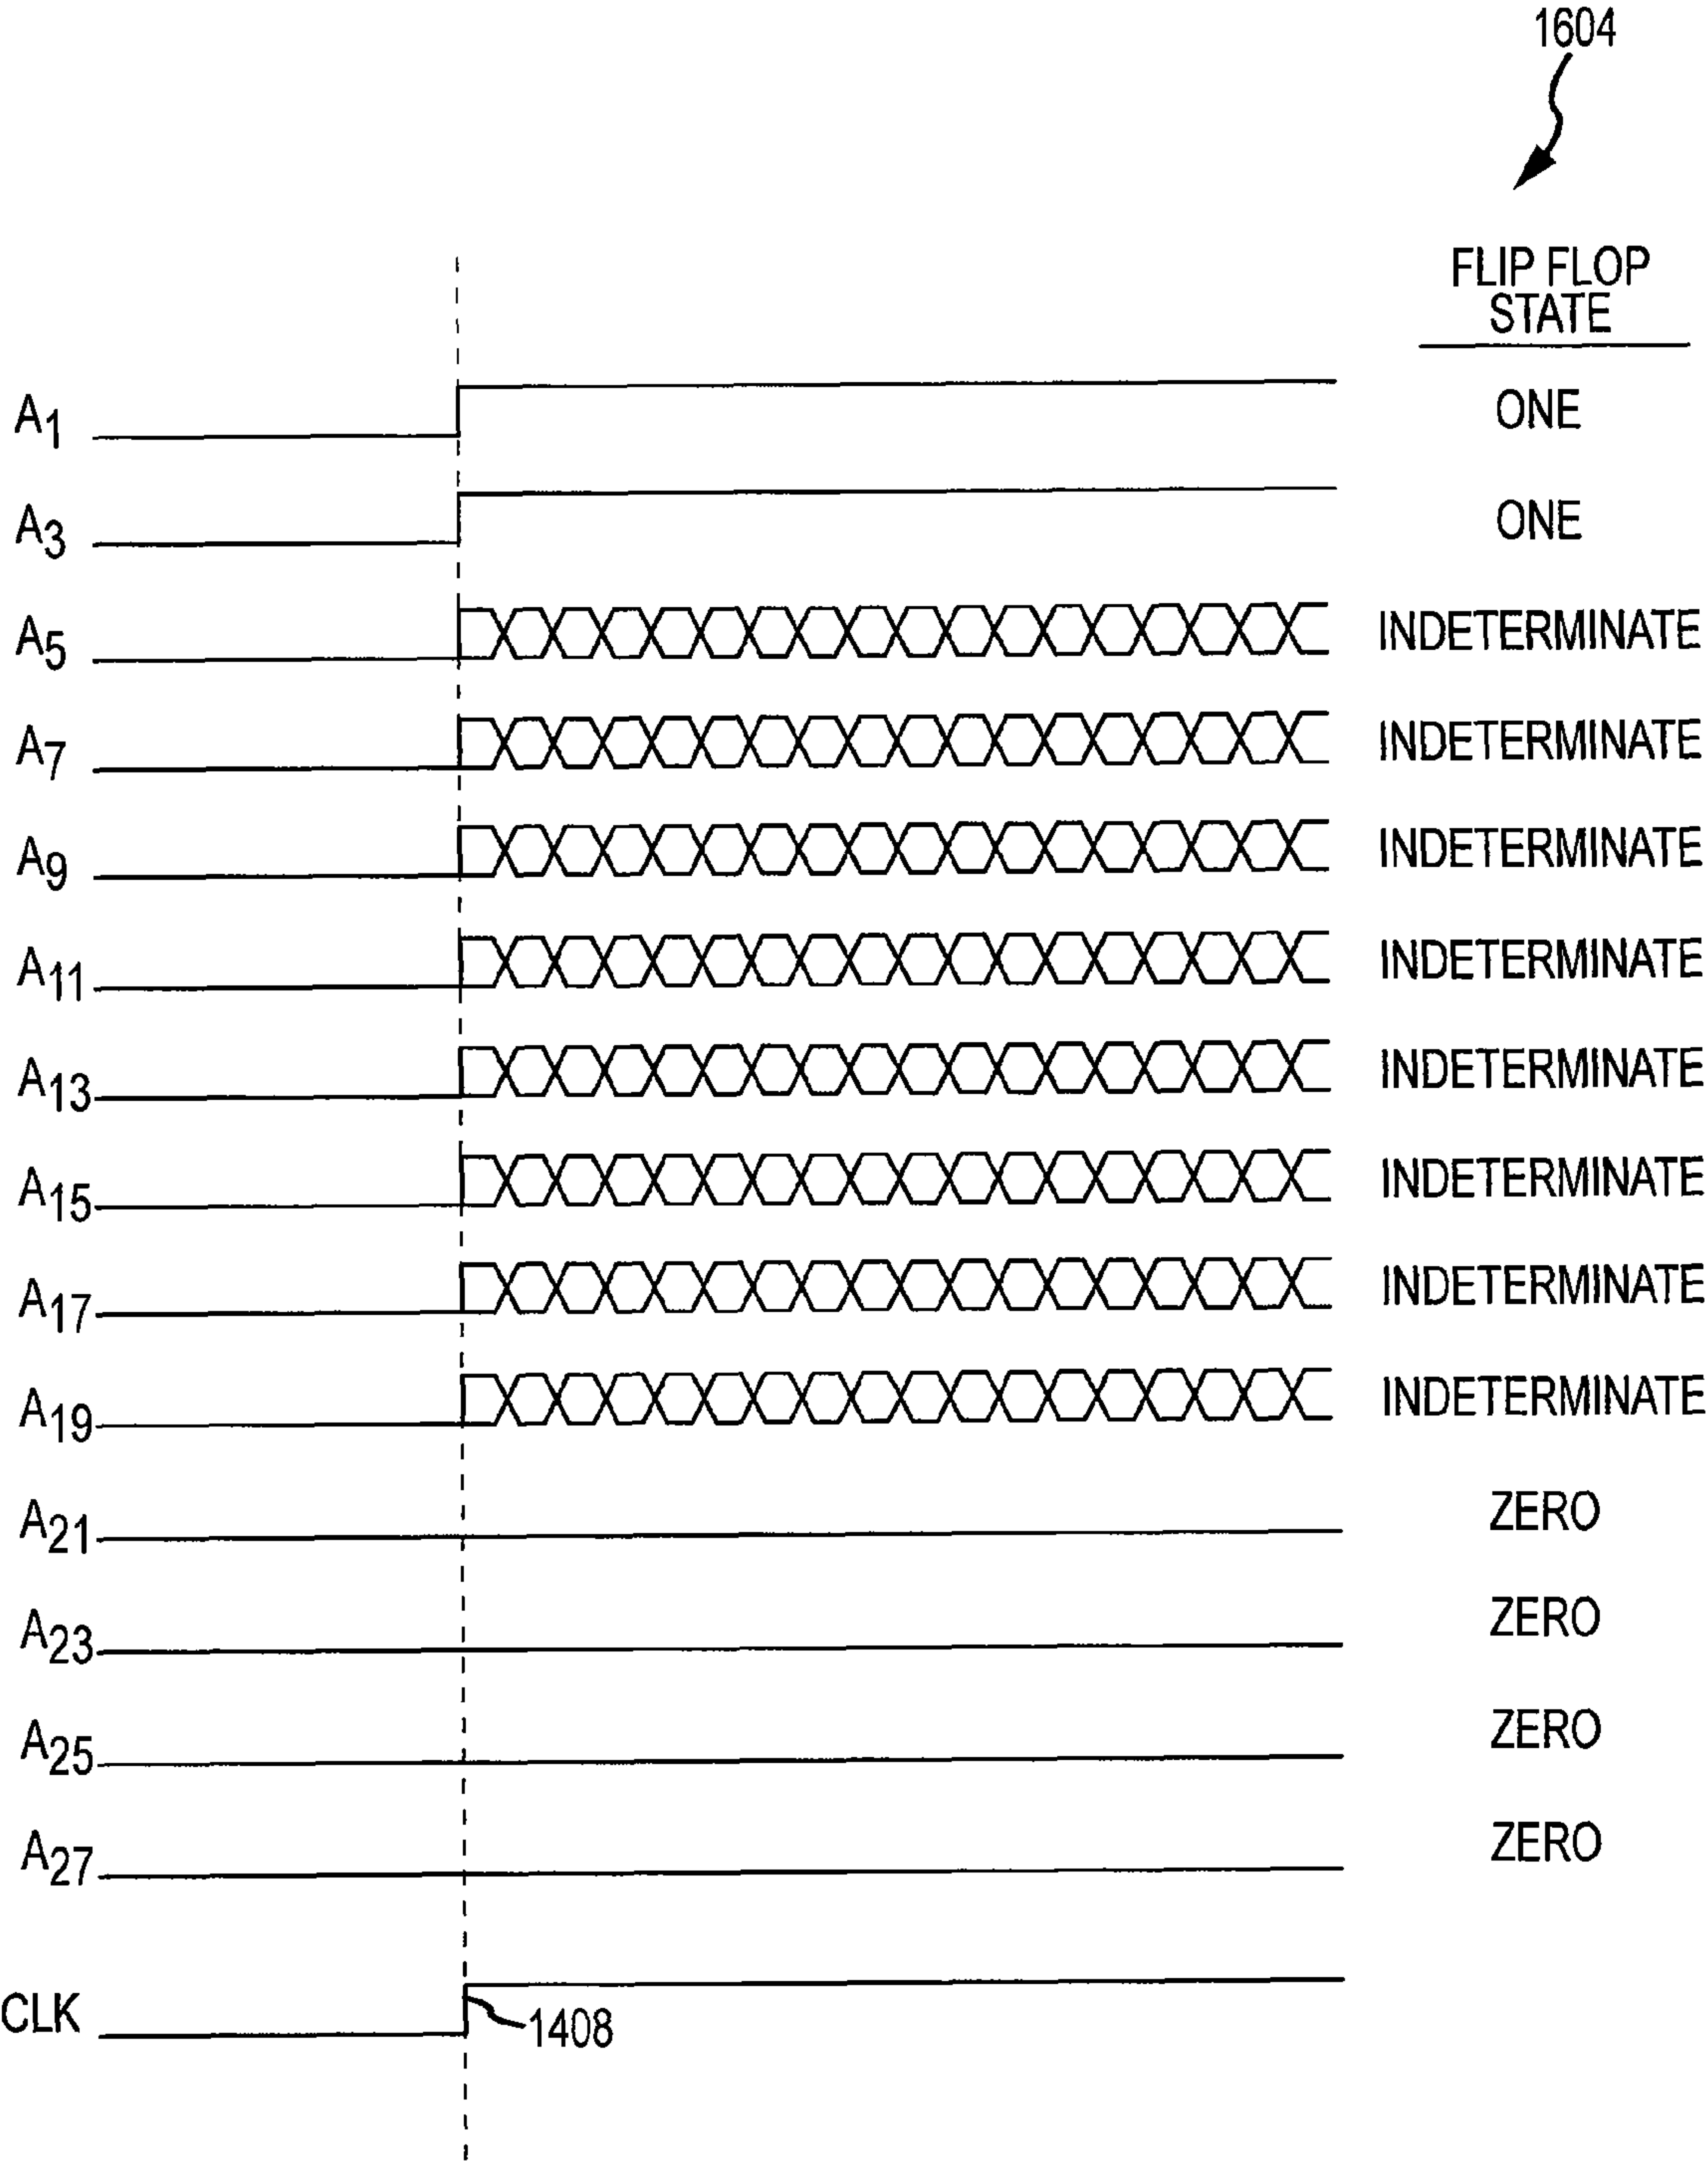 1604
FLIP FLOP
STATE
A1 ONE
A3 ONE
A5 INDETERMINATE
A7 INDETERMINATE
A9 INDETERMINATE
A11 INDETERMINATE
A13 INDETERMINATE
A15 INDETERMINATE
A17 INDETERMINATE
A19 INDETERMINATE
A21 ZERO
A23 ZERO
A25 ZERO
A27 ZERO
CLK 1408